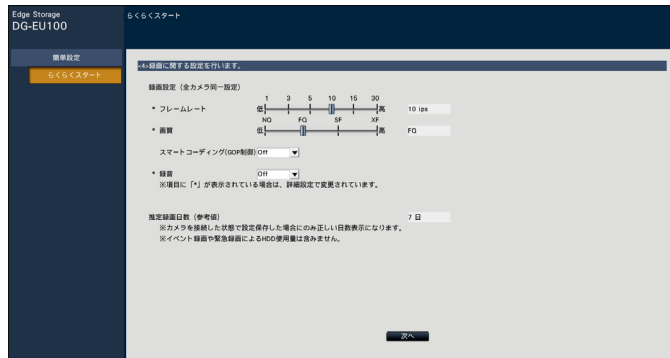 Edge Storage
DG-EU100
らくらくスタート
簡単設定
らくらくスタート
<4>録画に関する設定を行います。
録画設定 (全カメラ同一設定)
1 3 5 10 15 30
* フレームレート 低 高 10 ips
NQ FQ SF XF
* 画質 低 高 FQ
スマートコーディング(GOP制御) Off
* 録音 Off
※項目に「*」が表示されている場合は、詳細設定で変更されています。
推定録画日数 (参考値) 7 日
※カメラを接続した状態で設定保存した場合にのみ正しい日数表示になります。
※イベント録画や緊急録画によるHDD使用量は含みません。
次へ